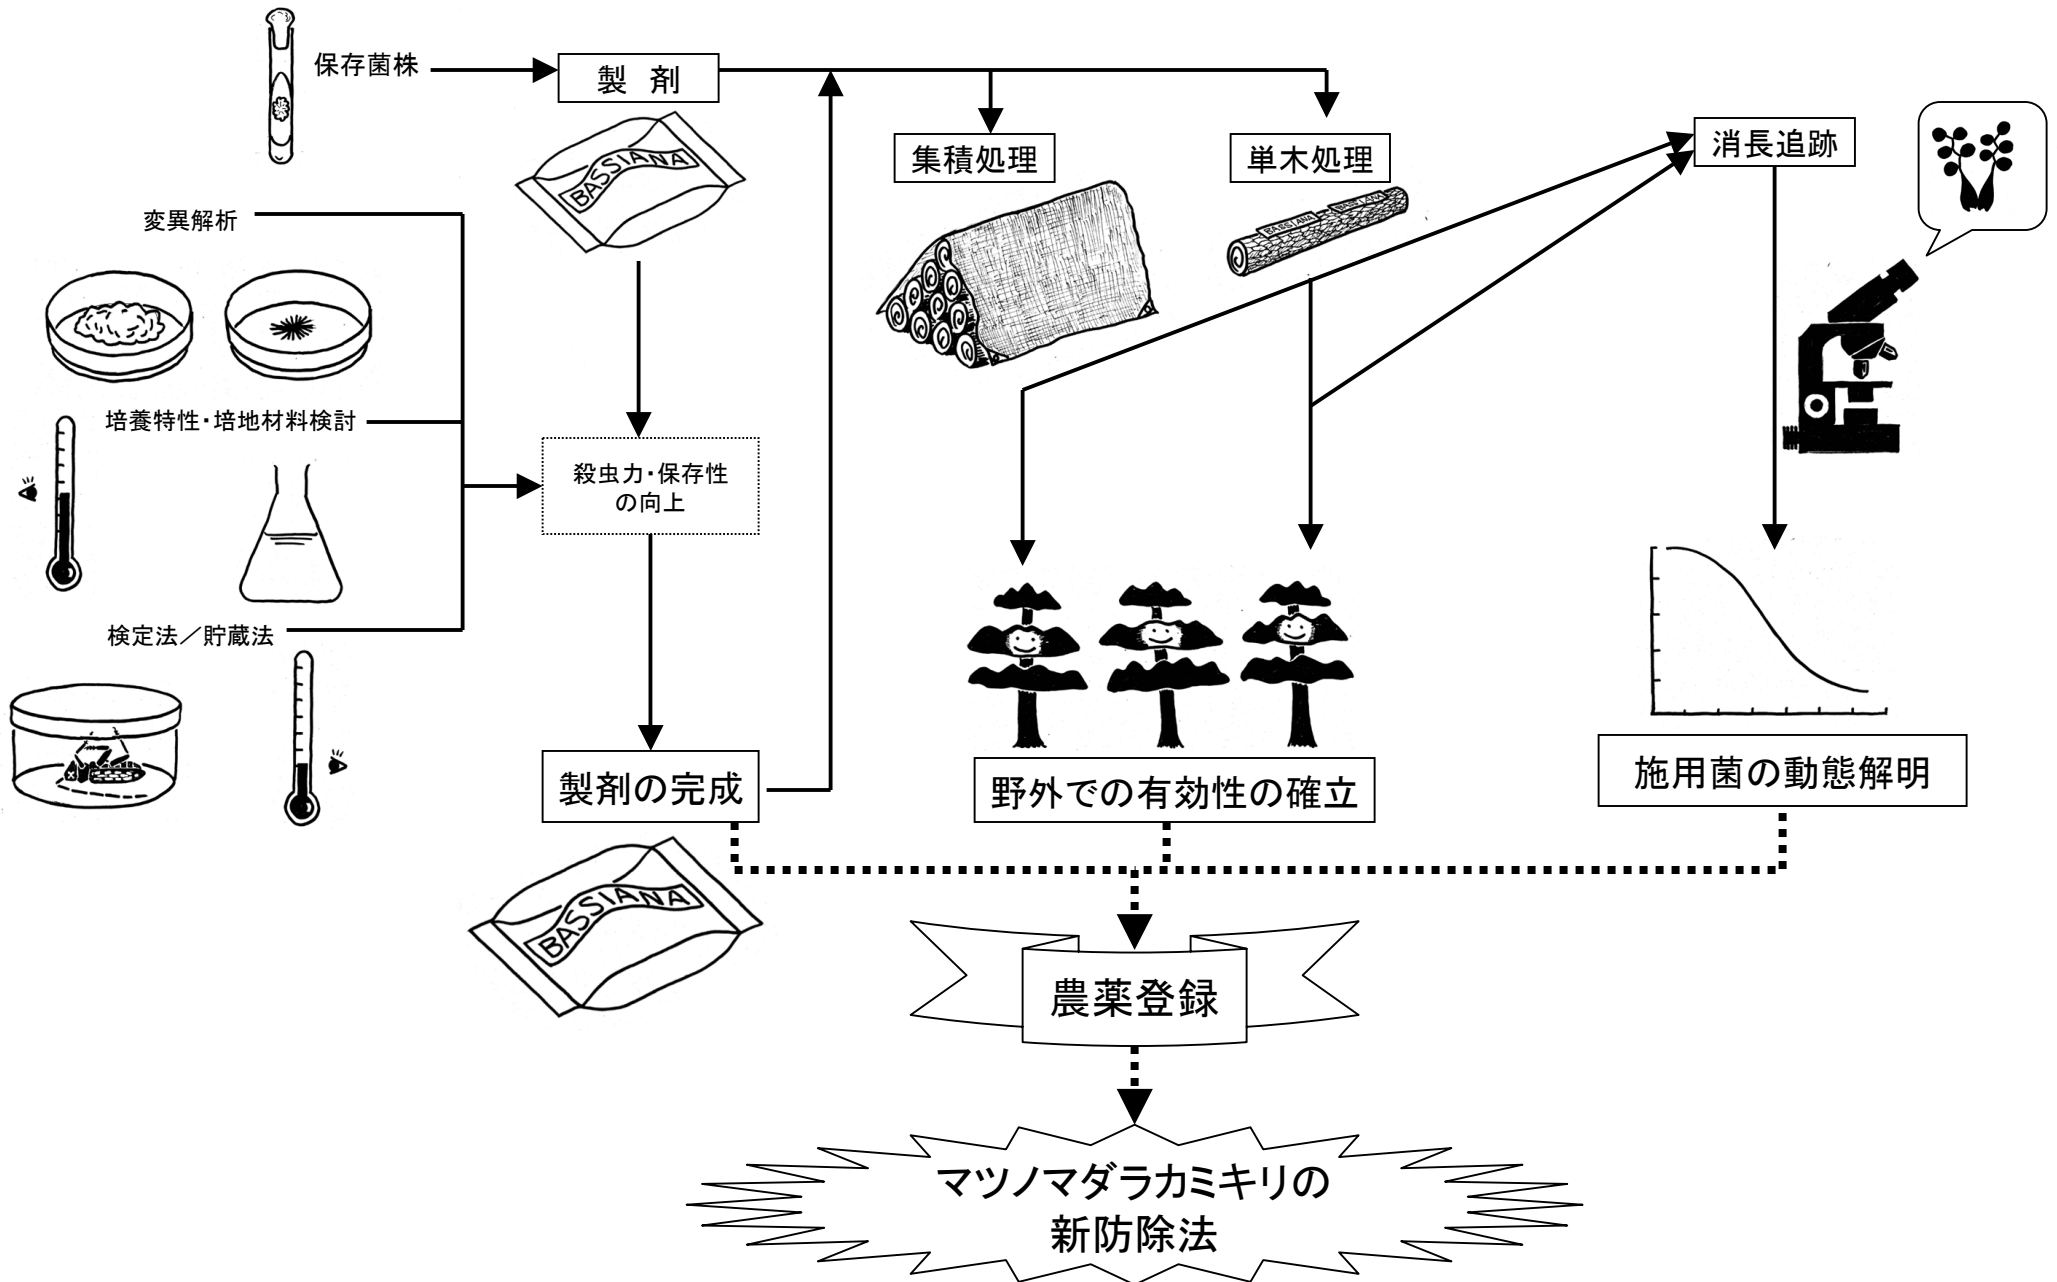 保存菌株
製 剤
BASSIANA
集積処理
単木処理
BASSIANA
BASSIANA
消長追跡
変異解析
培養特性・培地材料検討
殺虫力・保存性
の向上
検定法／貯蔵法
製剤の完成
BASSIANA
野外での有効性の確立
施用菌の動態解明
農薬登録
マツノマダラカミキリの
新防除法